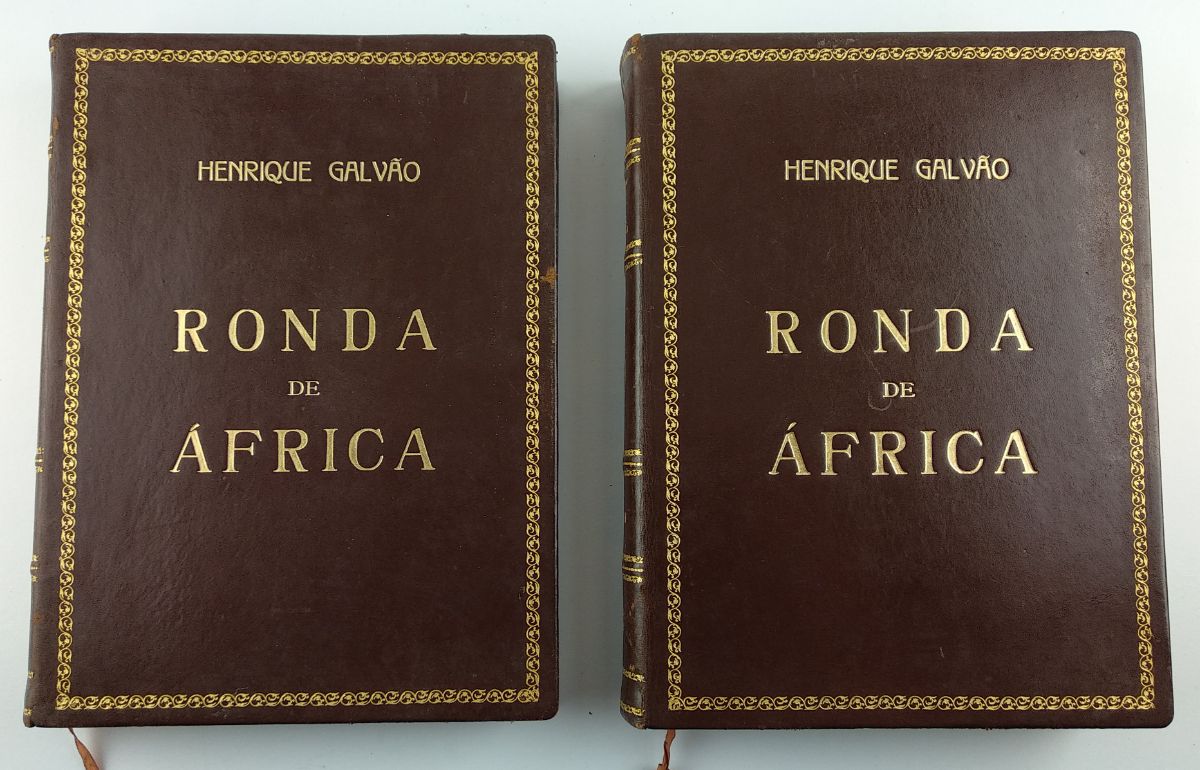 HENRIQUE GALVÃO
RONDA
DE
ÁFRICA
HENRIQUE GALVÃO
RONDA
DE
ÁFRICA